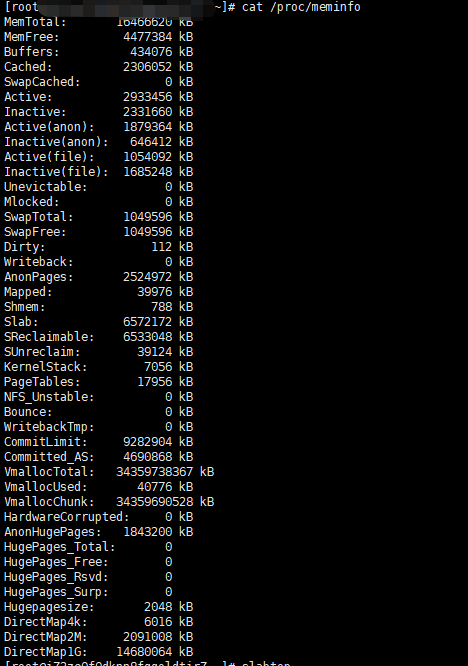 [root ~]# cat /proc/meminfo
MemTotal: 16466620 kB
MemFree: 4477384 kB
Buffers: 434076 kB
Cached: 2306052 kB
SwapCached: 0 kB
Active: 2933456 kB
Inactive: 2331660 kB
Active(anon): 1879364 kB
Inactive(anon): 646412 kB
Active(file): 1054092 kB
Inactive(file): 1685248 kB
Unevictable: 0 kB
Mlocked: 0 kB
SwapTotal: 1049596 kB
SwapFree: 1049596 kB
Dirty: 112 kB
Writeback: 0 kB
AnonPages: 2524972 kB
Mapped: 39976 kB
Shmem: 788 kB
Slab: 6572172 kB
SReclaimable: 6533048 kB
SUnreclaim: 39124 kB
KernelStack: 7056 kB
PageTables: 17956 kB
NFS_Unstable: 0 kB
Bounce: 0 kB
WritebackTmp: 0 kB
CommitLimit: 9282904 kB
Committed_AS: 4690868 kB
VmallocTotal: 34359738367 kB
VmallocUsed: 40776 kB
VmallocChunk: 34359690528 kB
HardwareCorrupted: 0 kB
AnonHugePages: 1843200 kB
HugePages_Total: 0
HugePages_Free: 0
HugePages_Rsvd: 0
HugePages_Surp: 0
Hugepagesize: 2048 kB
DirectMap4k: 6016 kB
DirectMap2M: 2091008 kB
DirectMap1G: 14680064 kB